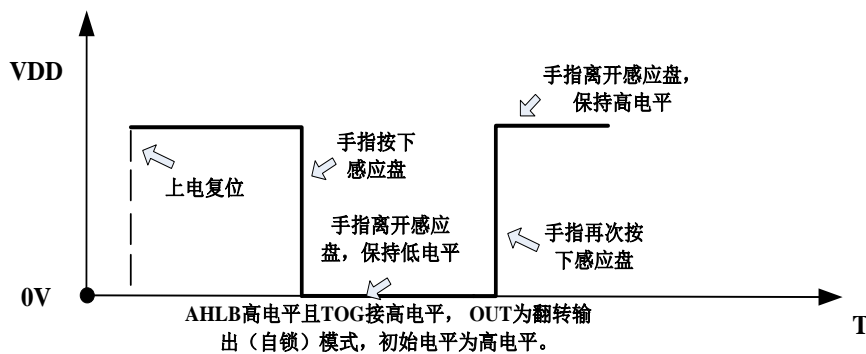 VDD
手指离开感应盘，
保持高电平
手指按下
感应盘
上电复位
手指离开感应
盘，保持低电平
手指再次按
下感应盘
0V
T
AHLB高电平且TOG接高电平， OUT为翻转输
出（自锁）模式，初始电平为高电平。